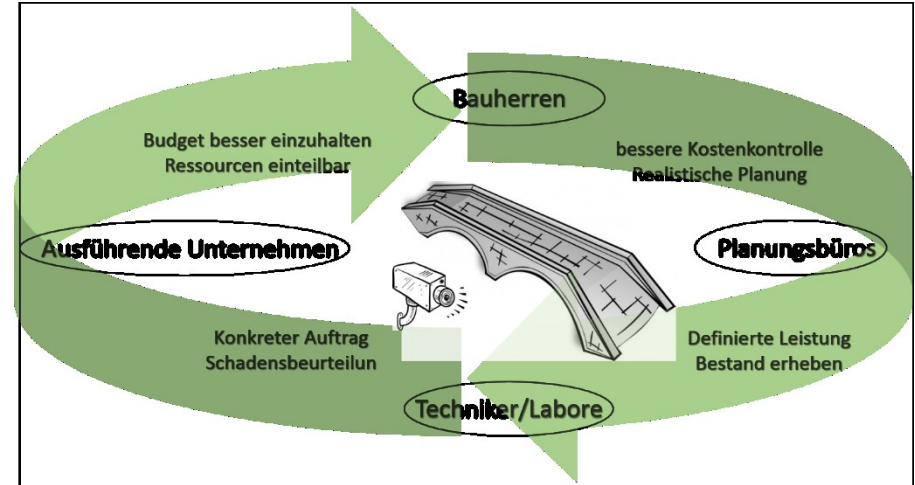 Bauherren
Budget besser einzuhalten
Ressourcen einteilbar
bessere Kostenkontrolle
Realistische Planung
Ausführende Unternehmen
Planungsbüros
Konkreter Auftrag
Schadensbeurteilun
Definierte Leistung
Bestand erheben
Techniker/Labore